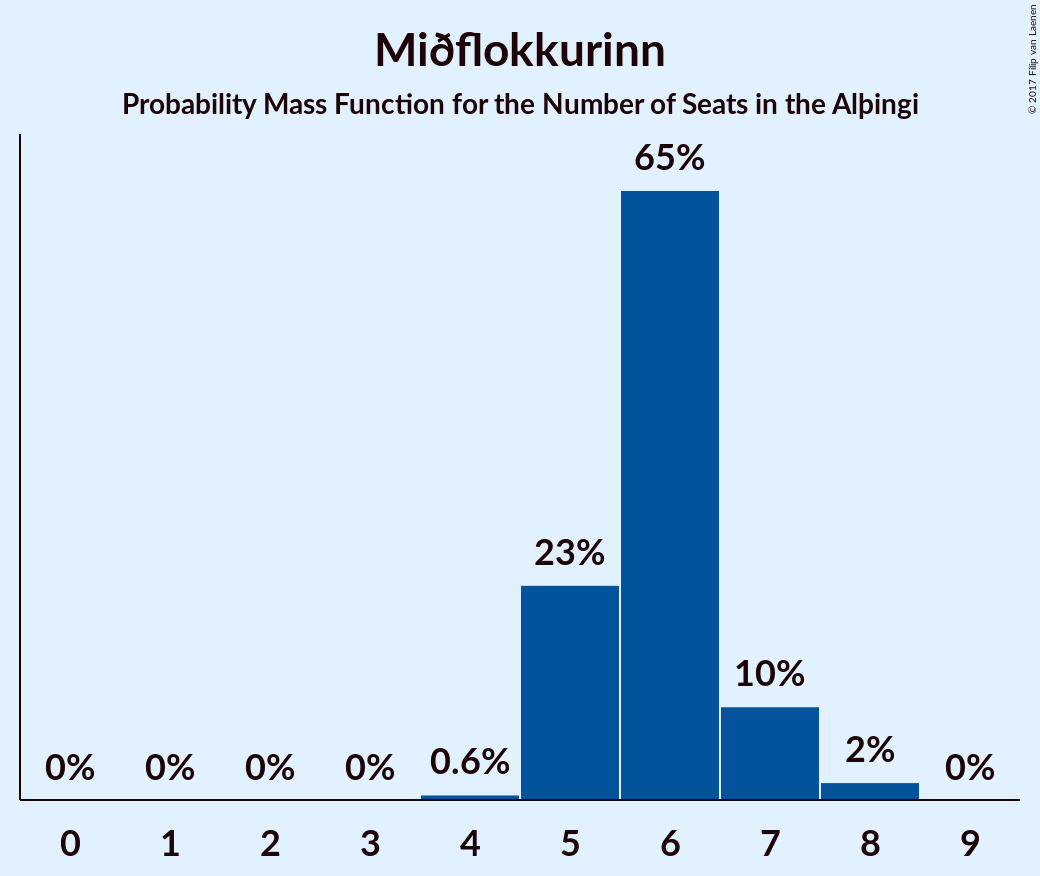 Miðflokkurinn
Probability Mass Function for the Number of Seats in the Alþingi
© 2017 Filip van Laenen
65%
23%
10%
2%
0.6%
0% 0% 0% 0% 0%
0 1 2 3 4 5 6 7 8 9